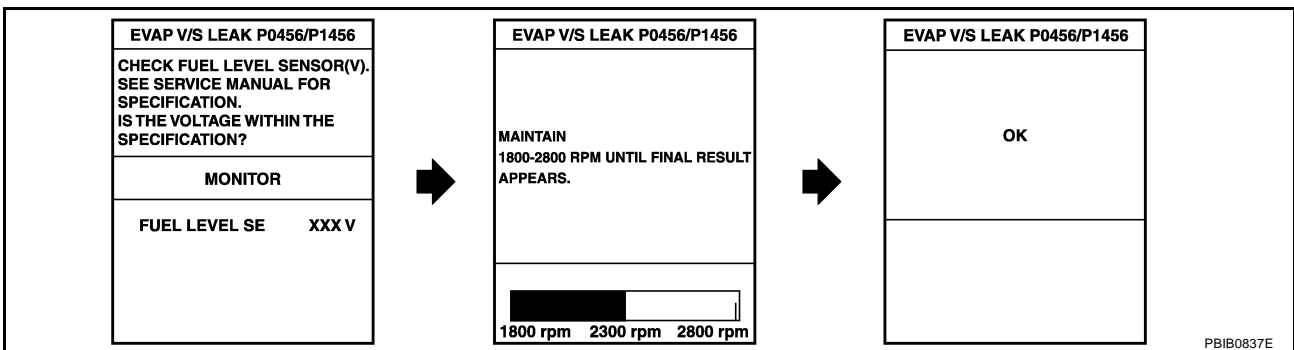 EVAP V/S LEAK P0456/P1456
CHECK FUEL LEVEL SENSOR(V).
SEE SERVICE MANUAL FOR
SPECIFICATION.
IS THE VOLTAGE WITHIN THE
SPECIFICATION?
MONITOR
FUEL LEVEL SE XXX V
EVAP V/S LEAK P0456/P1456
MAINTAIN
1800-2800 RPM UNTIL FINAL RESULT
APPEARS.
1800 rpm 2300 rpm 2800 rpm
EVAP V/S LEAK P0456/P1456
OK
PBIB0837E